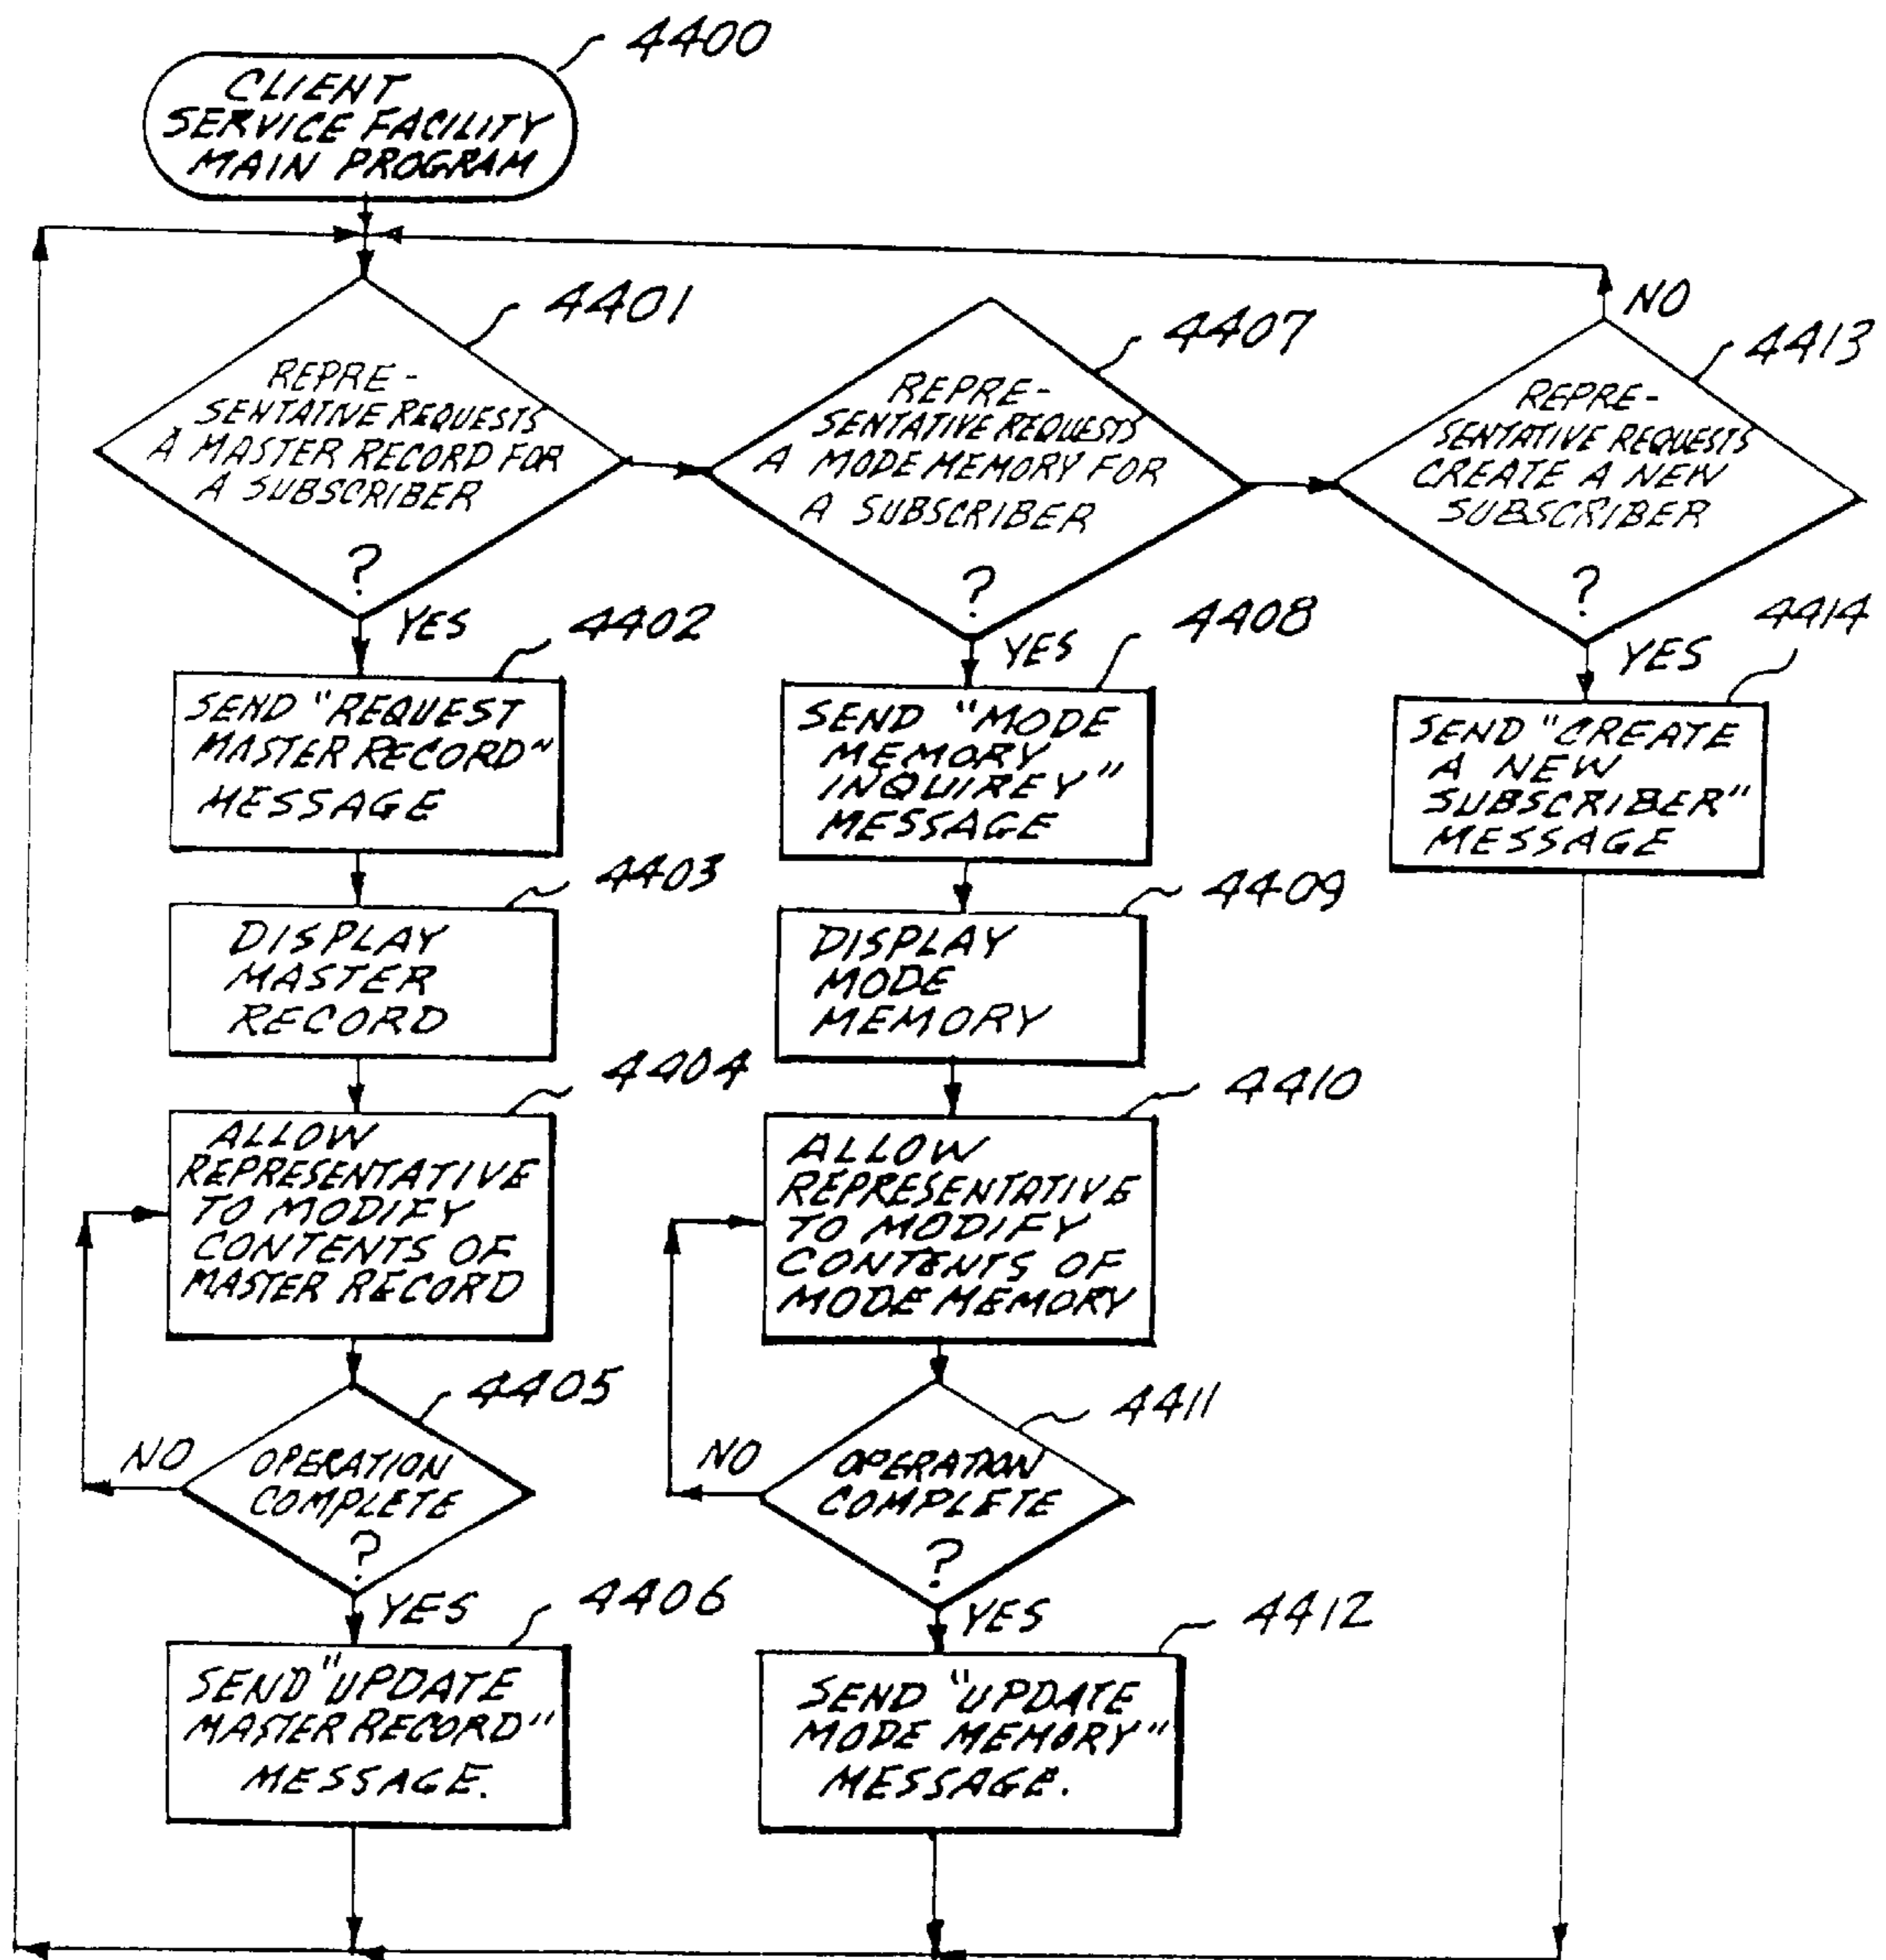 4400
CLIENT
SERVICE FACILITY
MAIN PROGRAM
4401
REPRE-
SENTATIVE REQUESTS
A MASTER RECORD FOR
A SUBSCRIBER
?
YES
4402
SEND "REQUEST
MASTER RECORD"
MESSAGE
4403
DISPLAY
MASTER
RECORD
4404
ALLOW
REPRESENTATIVE
TO MODIFY
CONTENTS OF
MASTER RECORD
4405
NO
OPERATION
COMPLETE
?
YES
4406
SEND "UPDATE
MASTER RECORD"
MESSAGE.
4407
REPRE-
SENTATIVE REQUESTS
A MODE MEMORY FOR
A SUBSCRIBER
?
YES
4408
SEND "MODE
MEMORY
INQUIREY"
MESSAGE
4409
DISPLAY
MODE
MEMORY
4410
ALLOW
REPRESENTATIVE
TO MODIFY
CONTENTS OF
MODE MEMORY
4411
NO
OPERATION
COMPLETE
?
YES
4412
SEND "UPDATE
MODE MEMORY"
MESSAGE.
NO
4413
REPRE-
SENTATIVE REQUESTS
CREATE A NEW
SUBSCRIBER
?
YES
4414
SEND "CREATE
A NEW
SUBSCRIBER"
MESSAGE